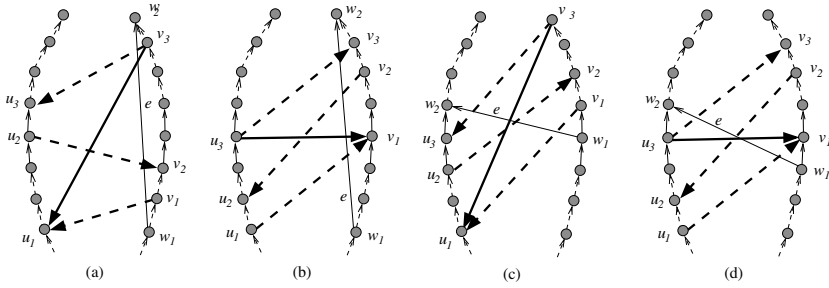 w2 v3 u3 u2 v2 v1 u1 w1 e
(a)
w2 v3 v2 u3 v1 u2 u1 w1 e
(b)
v3 v2 w2 v1 e u3 w1 u2 u1
(c)
v3 v2 w2 e u3 v1 w1 u2 u1
(d)